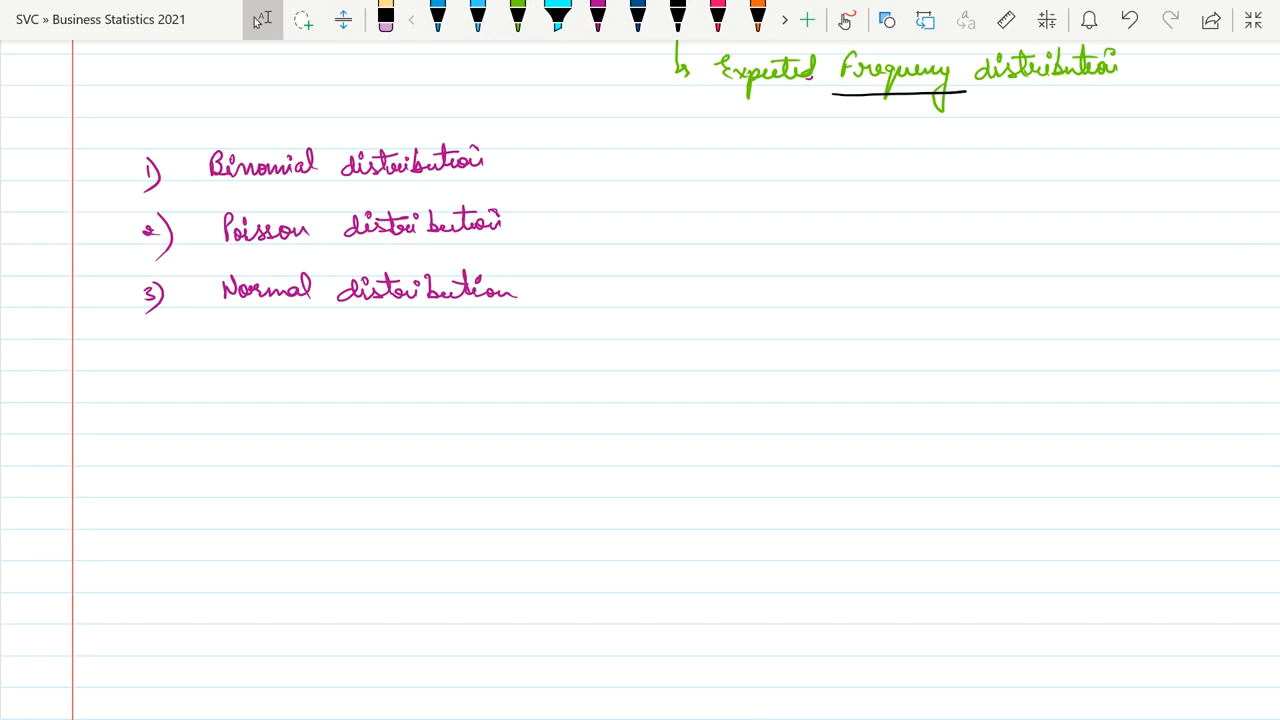 SVC » Business Statistics 2021
Expected Frequency distribution
1) Binomial distribution
2) Poisson distribution
3) Normal distribution